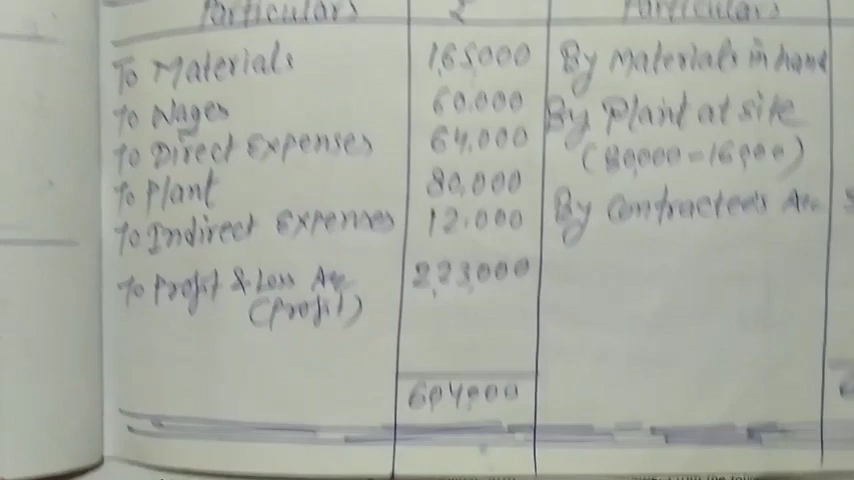 Particulars ₹ Particulars
To Materials 1,65,000 By Materials in hand
To Wages 60,000 By Plant at site
To Direct Expenses 64,000 (80,000-16,000)
To Plant 80,000
To Indirect Expenses 12,000 By Contractee's A/c
To Profit & Loss A/c 2,23,000
(Profit)
6,04,000